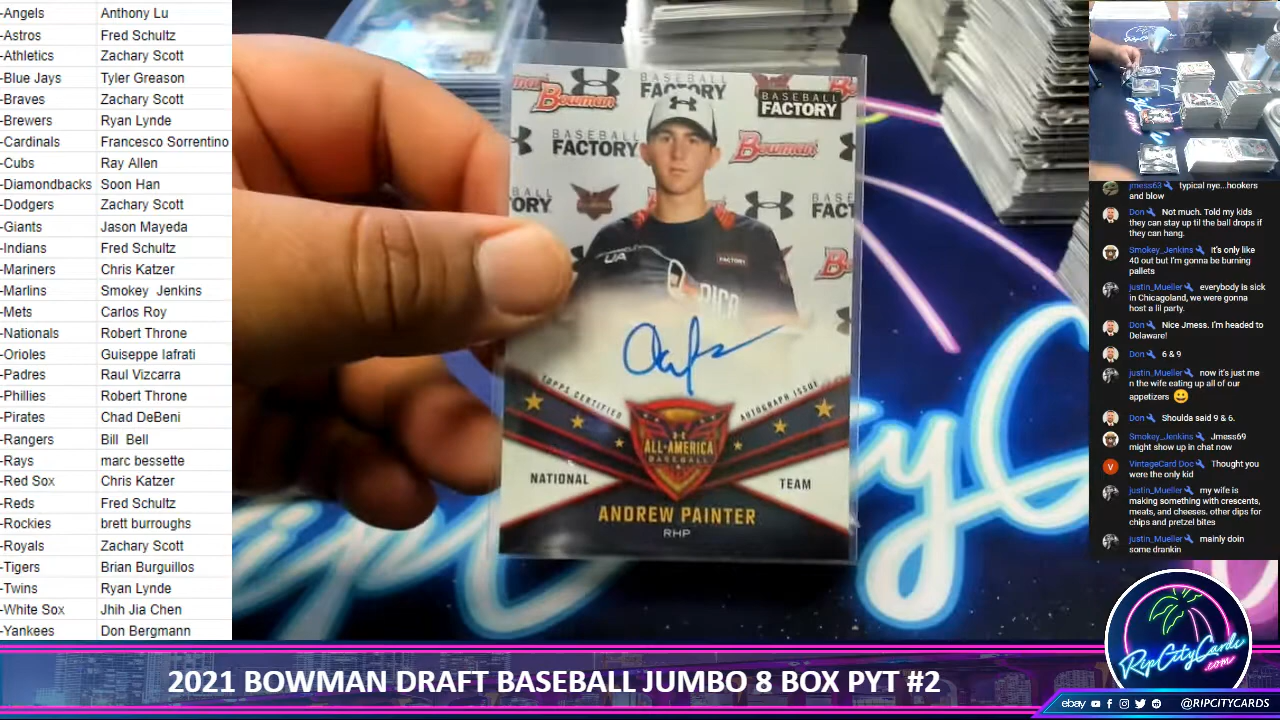 -Angels Anthony Lu
-Astros Fred Schultz
-Athletics Zachary Scott
-Blue Jays Tyler Greason
-Braves Zachary Scott
-Brewers Ryan Lynde
-Cardinals Francesco Sorrentino
-Cubs Ray Allen
-Diamondbacks Soon Han
-Dodgers Zachary Scott
-Giants Jason Mayeda
-Indians Fred Schultz
-Mariners Chris Katzer
-Marlins Smokey Jenkins
-Mets Carlos Roy
-Nationals Robert Throne
-Orioles Guiseppe Iafrati
-Padres Raul Vizcarra
-Phillies Robert Throne
-Pirates Chad DeBeni
-Rangers Bill Bell
-Rays marc bessette
-Red Sox Chris Katzer
-Reds Fred Schultz
-Rockies brett burroughs
-Royals Zachary Scott
-Tigers Brian Burguillos
-Twins Ryan Lynde
-White Sox Jhih Jia Chen
-Yankees Don Bergmann
Bowman
BASEBALL
FACTORY
BASEBALL
FACTORY
BASEBALL
FACTORY
Bowman
UA
FACTORY
TOPPS CERTIFIED
AUTOGRAPH ISSUE
ALL-AMERICA
BASEBALL
NATIONAL
TEAM
ANDREW PAINTER
RHP
jmess63 typical nye...hookers
and blow
Don Not much. Told my kids
they can stay up til the ball drops if
they can hang.
Smokey_Jenkins It's only like
40 out but I'm gonna be burning
pallets
justin_Mueller everybody is sick
in Chicagoland, we were gonna
host a lil party.
Don Nice Jmess. I'm headed to
Delaware!
Don 6 & 9
justin_Mueller now it's just me
n the wife eating up all of our
appetizers 😀
Don Shoulda said 9 & 6.
Smokey_Jenkins Jmess69
might show up in chat now
V VintageCard Doc Thought you
were the only kid
justin_Mueller my wife is
making something with crescents,
meats, and cheeses. other dips for
chips and pretzel bites
justin_Mueller mainly doin
some drankin
RipCityCards
.com
2021 BOWMAN DRAFT BASEBALL JUMBO 8 BOX PYT #2
ebay @RIPCITYCARDS